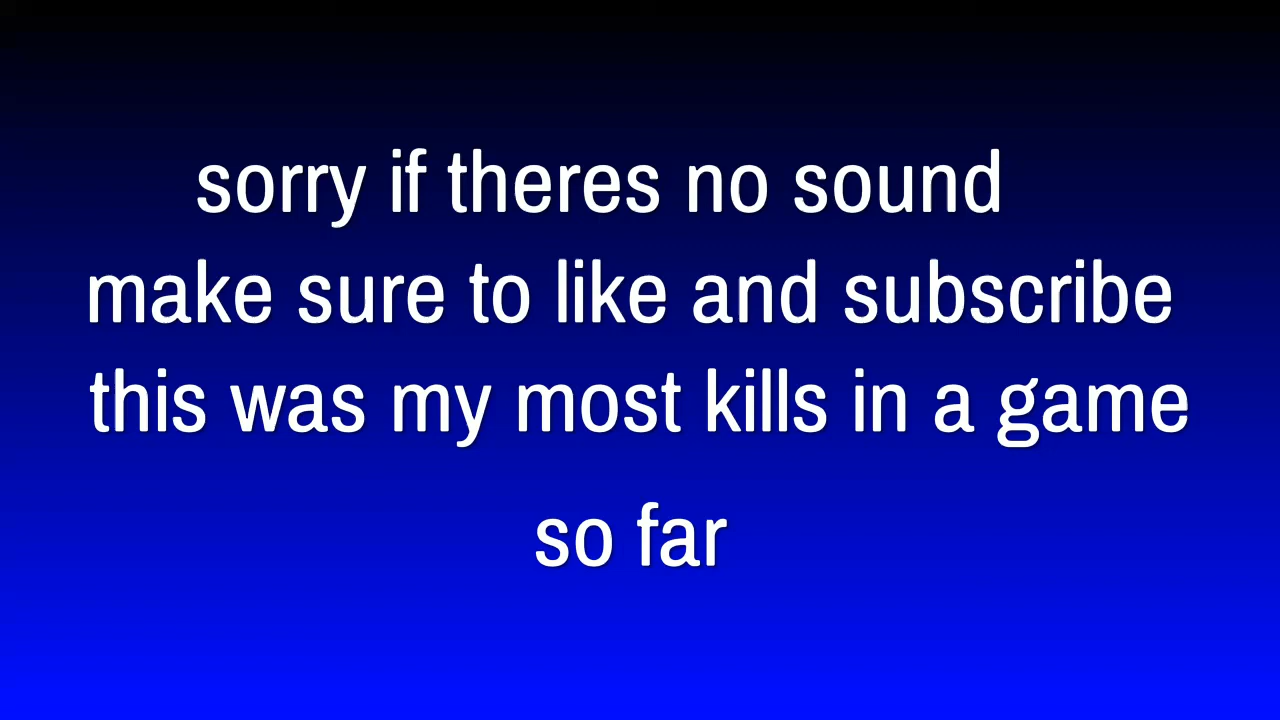 sorry if theres no sound
make sure to like and subscribe
this was my most kills in a game
so far